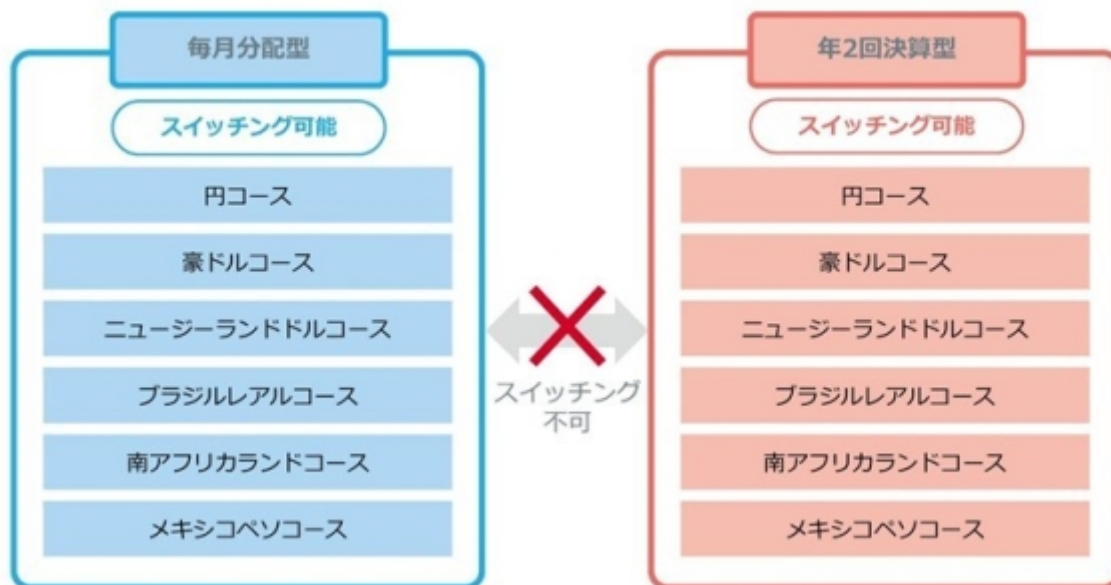 毎月分配型
スイッチング可能
円コース
豪ドルコース
ニュージーランドドルコース
ブラジルレアルコース
南アフリカランドコース
メキシコペソコース
スイッチング
不可
年2回決算型
スイッチング可能
円コース
豪ドルコース
ニュージーランドドルコース
ブラジルレアルコース
南アフリカランドコース
メキシコペソコース